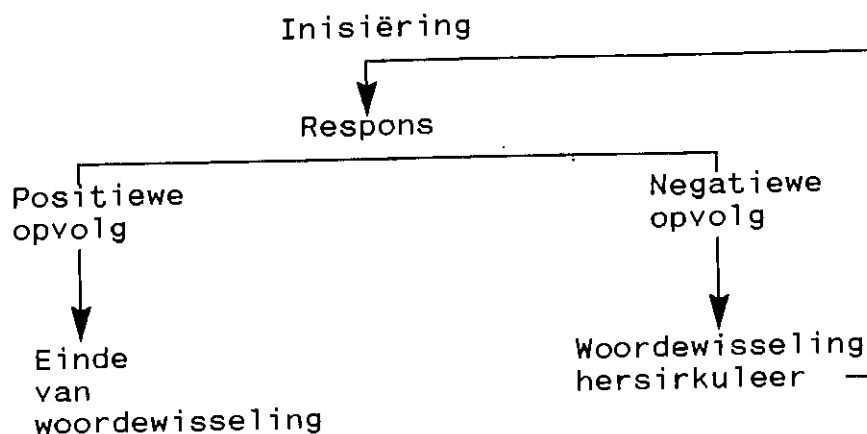 Inisiëring
Respons
Positiewe
opvolg
Negatiewe
opvolg
Einde
van
woordewisseling
Woordewisseling
hersirkuleer